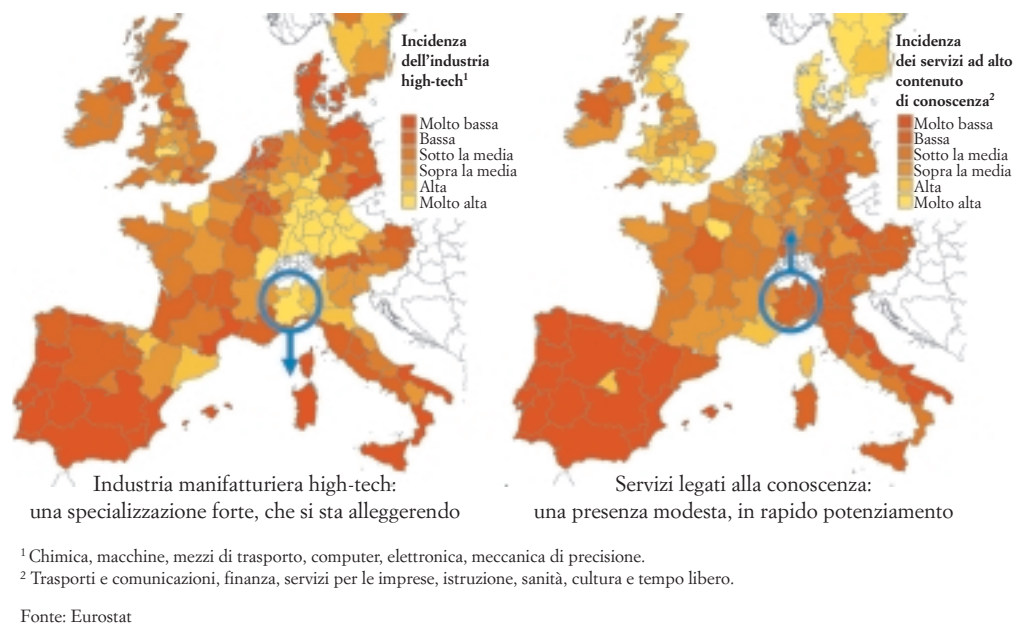 Incidenza
dell'industria
high-tech¹
Molto bassa
Bassa
Sotto la media
Sopra la media
Alta
Molto alta
Incidenza
dei servizi ad alto
contenuto
di conoscenza²
Molto bassa
Bassa
Sotto la media
Sopra la media
Alta
Molto alta
Industria manifatturiera high-tech:
una specializzazione forte, che si sta alleggerendo
Servizi legati alla conoscenza:
una presenza modesta, in rapido potenziamento
¹ Chimica, macchine, mezzi di trasporto, computer, elettronica, meccanica di precisione.
² Trasporti e comunicazioni, finanza, servizi per le imprese, istruzione, sanità, cultura e tempo libero.
Fonte: Eurostat